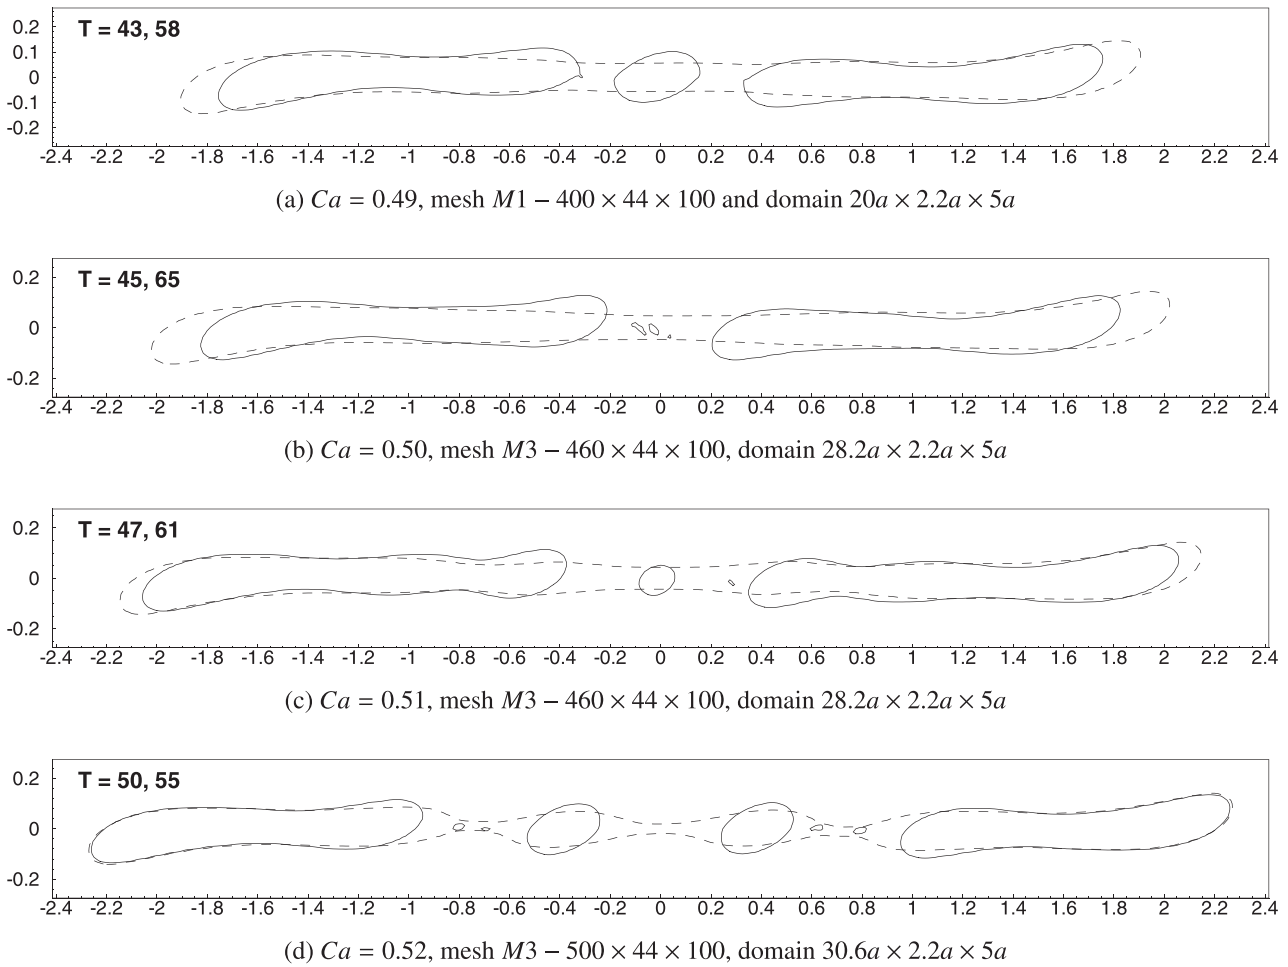 T = 43, 58
0.2
0.1
0
-0.1
-0.2
-2.4 -2.2 -2 -1.8 -1.6 -1.4 -1.2 -1 -0.8 -0.6 -0.4 -0.2 0 0.2 0.4 0.6 0.8 1 1.2 1.4 1.6 1.8 2 2.2 2.4
(a) Ca = 0.49, mesh M1 − 400 × 44 × 100 and domain 20a × 2.2a × 5a
T = 45, 65
0.2
0
-0.2
-2.4 -2.2 -2 -1.8 -1.6 -1.4 -1.2 -1 -0.8 -0.6 -0.4 -0.2 0 0.2 0.4 0.6 0.8 1 1.2 1.4 1.6 1.8 2 2.2 2.4
(b) Ca = 0.50, mesh M3 − 460 × 44 × 100, domain 28.2a × 2.2a × 5a
T = 47, 61
0.2
0
-0.2
-2.4 -2.2 -2 -1.8 -1.6 -1.4 -1.2 -1 -0.8 -0.6 -0.4 -0.2 0 0.2 0.4 0.6 0.8 1 1.2 1.4 1.6 1.8 2 2.2 2.4
(c) Ca = 0.51, mesh M3 − 460 × 44 × 100, domain 28.2a × 2.2a × 5a
T = 50, 55
0.2
0
-0.2
-2.4 -2.2 -2 -1.8 -1.6 -1.4 -1.2 -1 -0.8 -0.6 -0.4 -0.2 0 0.2 0.4 0.6 0.8 1 1.2 1.4 1.6 1.8 2 2.2 2.4
(d) Ca = 0.52, mesh M3 − 500 × 44 × 100, domain 30.6a × 2.2a × 5a